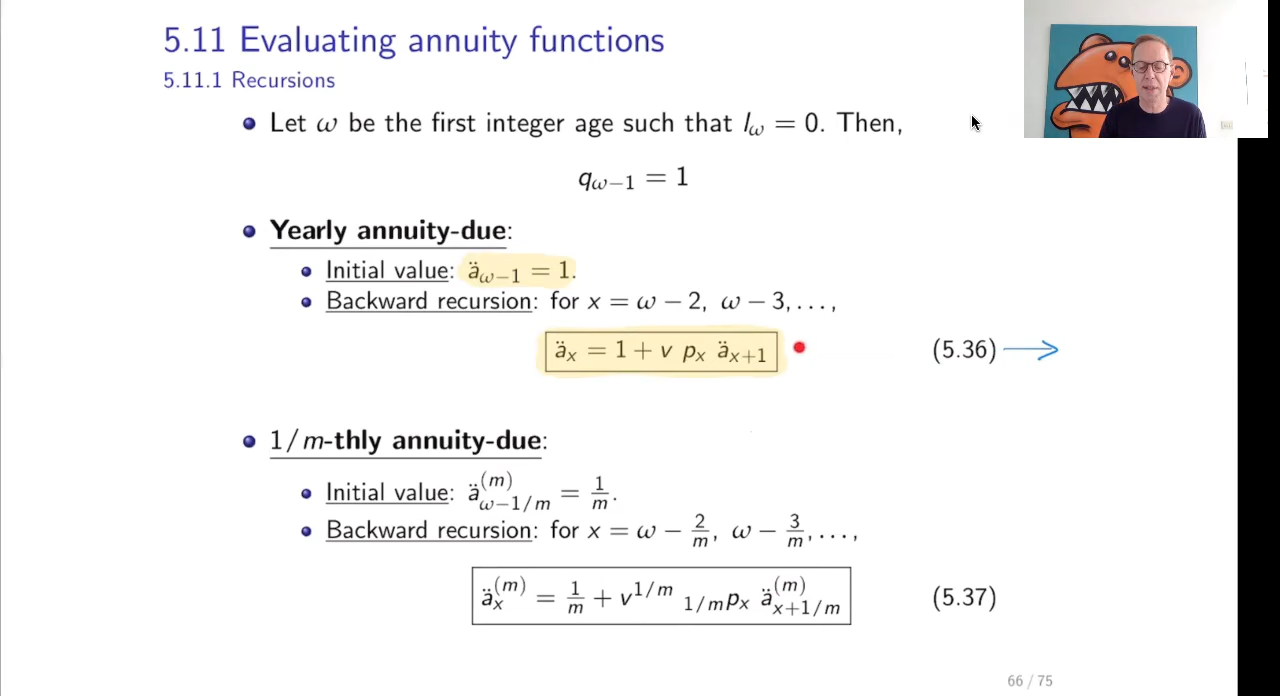 5.11 Evaluating annuity functions
5.11.1 Recursions
Let ω be the first integer age such that l_ω = 0. Then,
q_{ω−1} = 1
Yearly annuity-due:
Initial value: ä_{ω−1} = 1.
Backward recursion: for x = ω − 2, ω − 3, . . . ,
ä_x = 1 + v p_x ä_{x+1} (5.36)
1/m-thly annuity-due:
Initial value: ä^{(m)}_{ω−1/m} = 1/m.
Backward recursion: for x = ω − 2/m, ω − 3/m, . . . ,
ä^{(m)}_x = 1/m + v^{1/m} _{1/m}p_x ä^{(m)}_{x+1/m} (5.37)
66 / 75